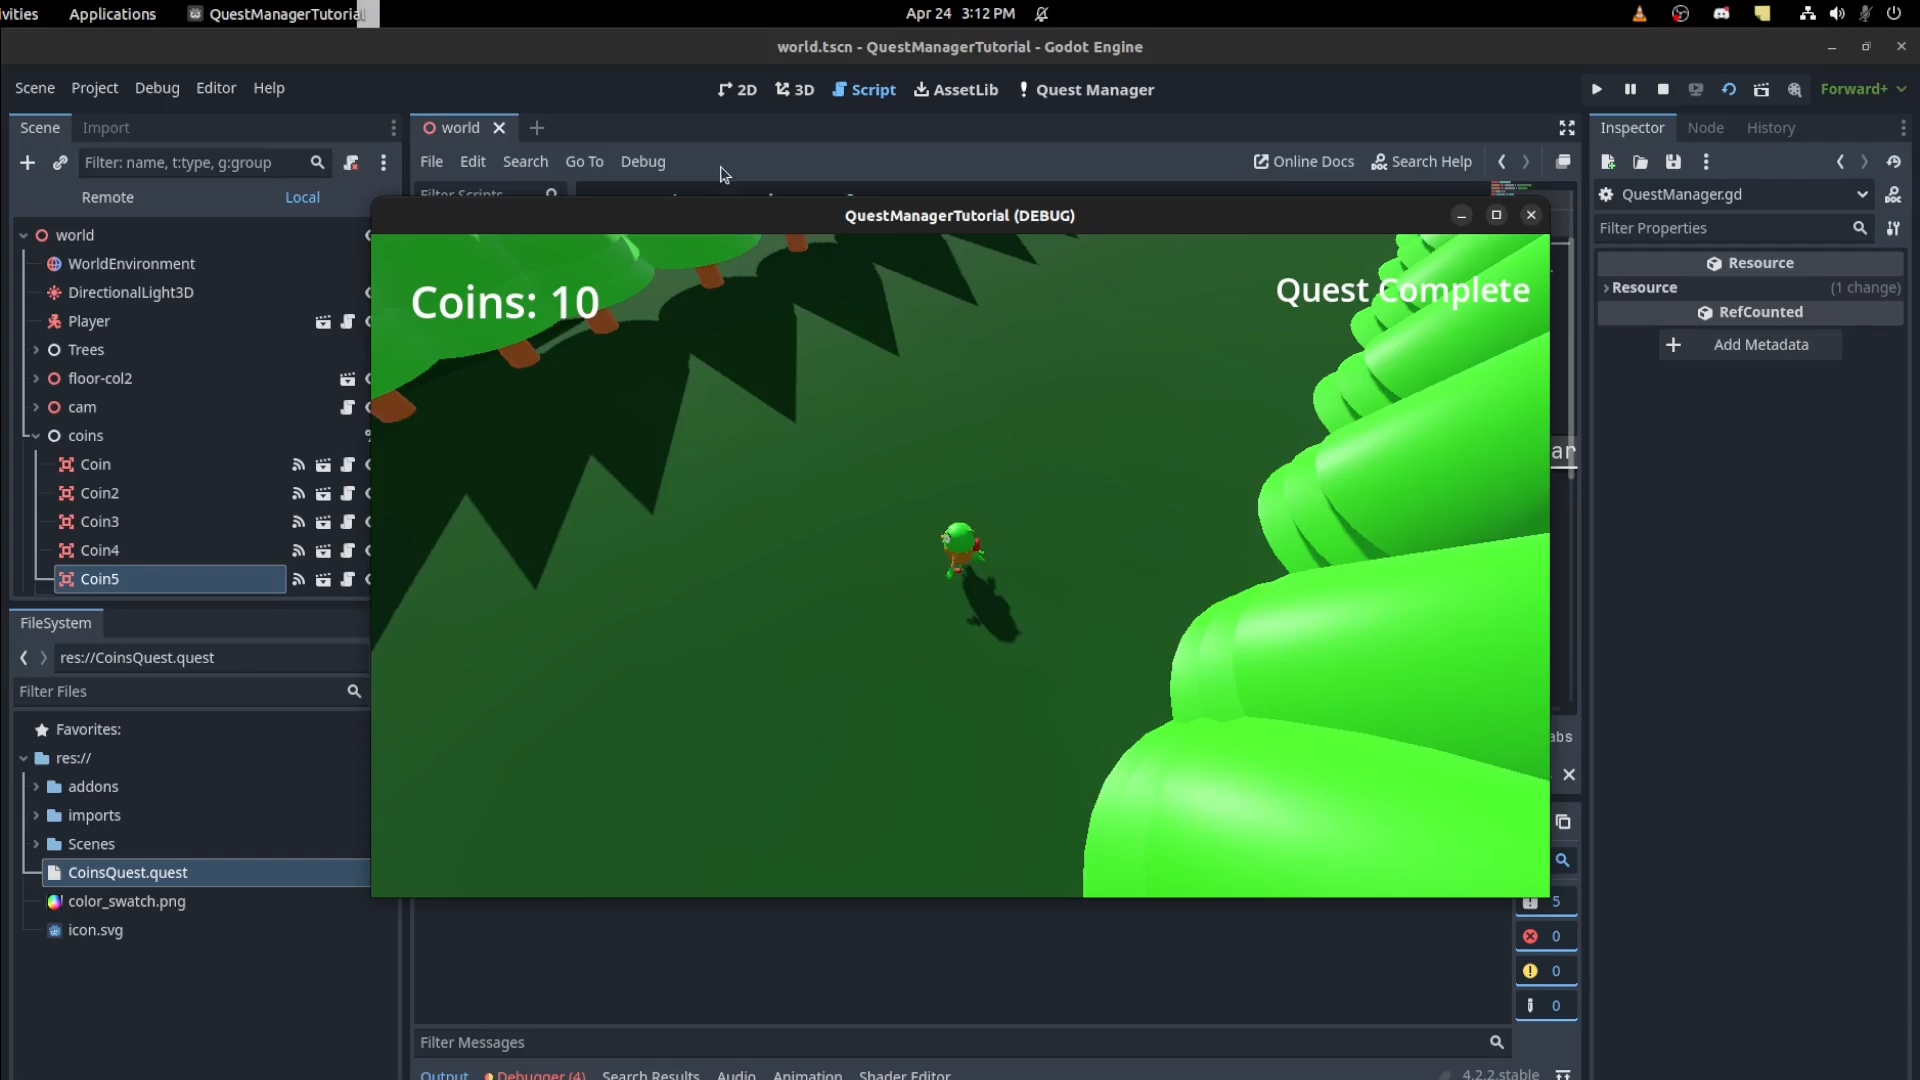 vities
Applications
QuestManagerTutorial
Apr 24 3:12 PM
world.tscn - QuestManagerTutorial - Godot Engine
Scene Project Debug Editor Help
2D 3D Script AssetLib Quest Manager
Forward+
Scene Import
world
Inspector Node History
Filter: name, t:type, g:group
File Edit Search Go To Debug
Online Docs Search Help
Remote Local
Filter Scripts
QuestManager.gd
QuestManagerTutorial (DEBUG)
Filter Properties
world
WorldEnvironment
DirectionalLight3D
Player
Trees
floor-col2
cam
coins
Coin
Coin2
Coin3
Coin4
Coin5
Coins: 10
Quest Complete
Resource
Resource (1 change)
RefCounted
Add Metadata
ar
FileSystem
res://CoinsQuest.quest
Filter Files
Favorites:
res://
addons
imports
Scenes
CoinsQuest.quest
color_swatch.png
icon.svg
abs
5
0
0
0
Filter Messages
Output Debugger (4) Search Results Audio Animation Shader Editor
4.2.2.stable